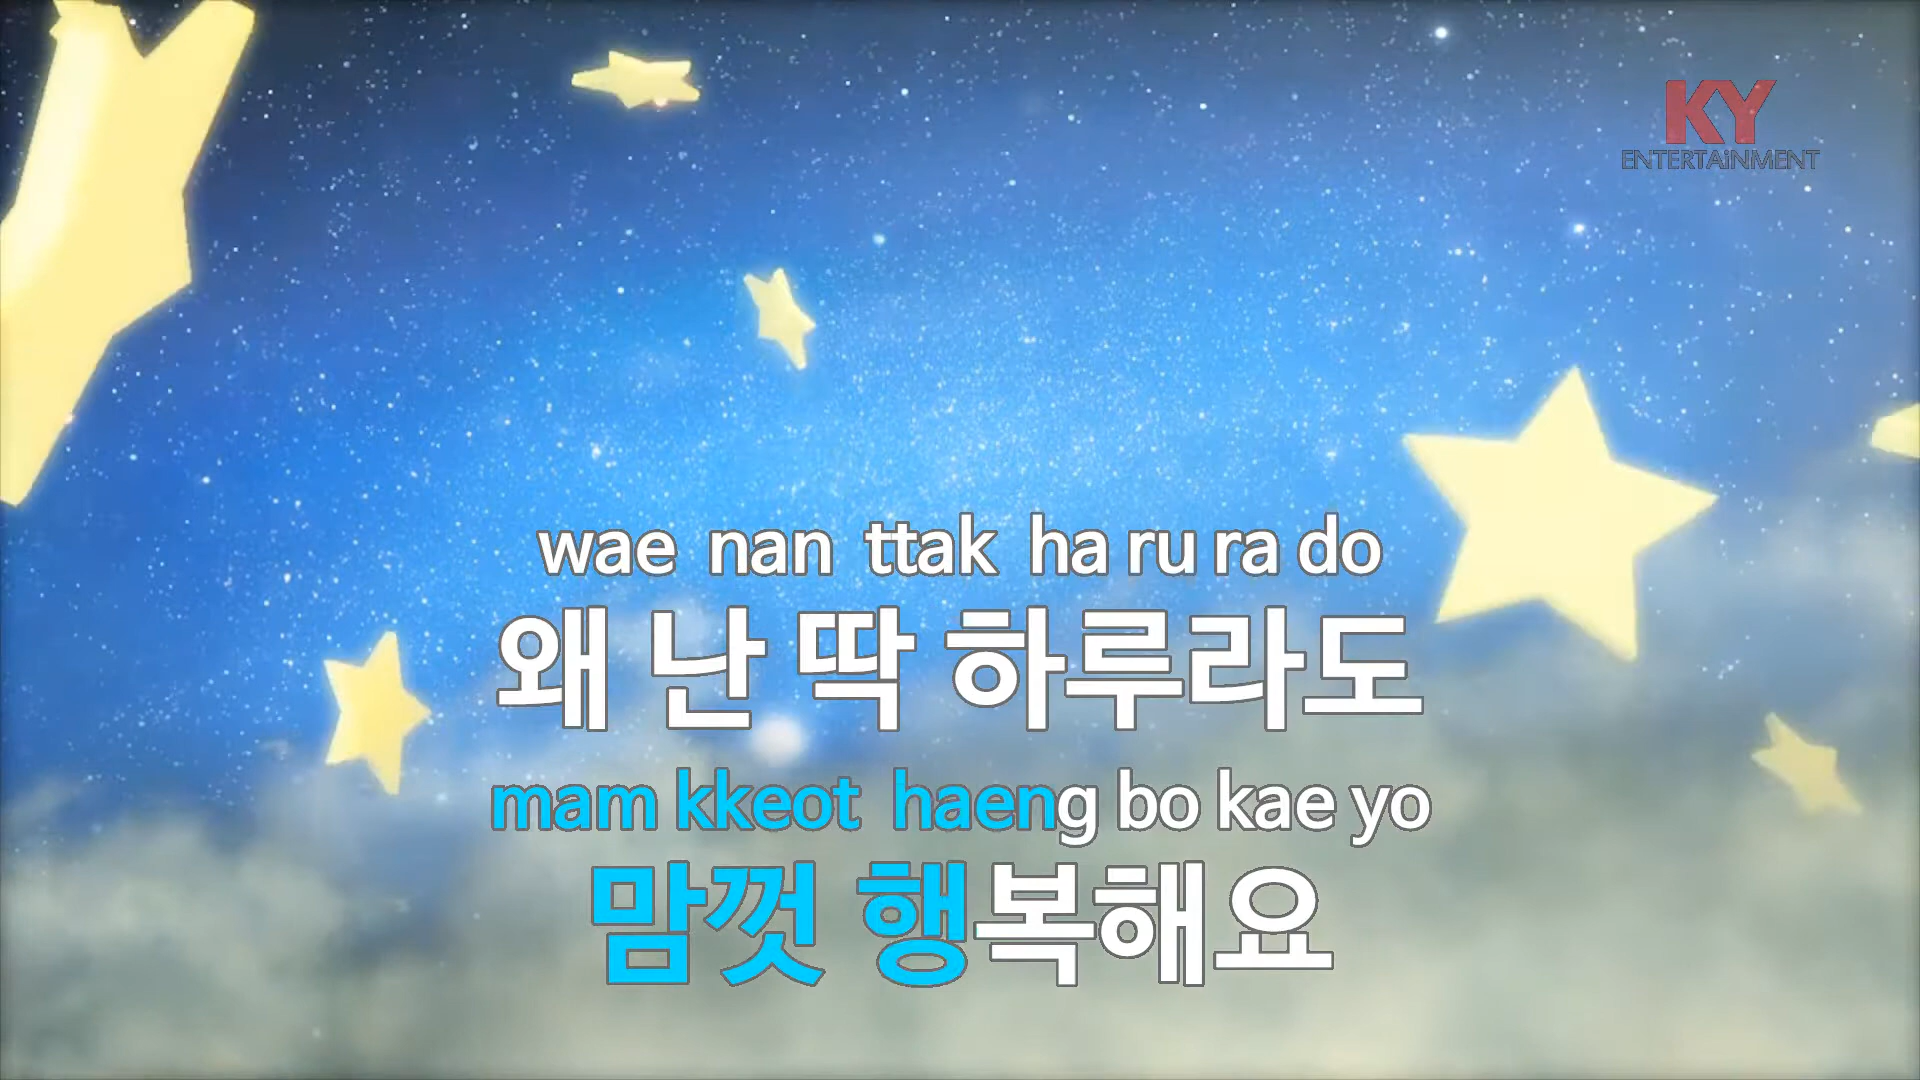 KY
ENTERTAiNMENT
wae nan ttak ha ru ra do
왜 난 딱 하루라도
mam kkeot haeng bo kae yo
맘껏 행복해요